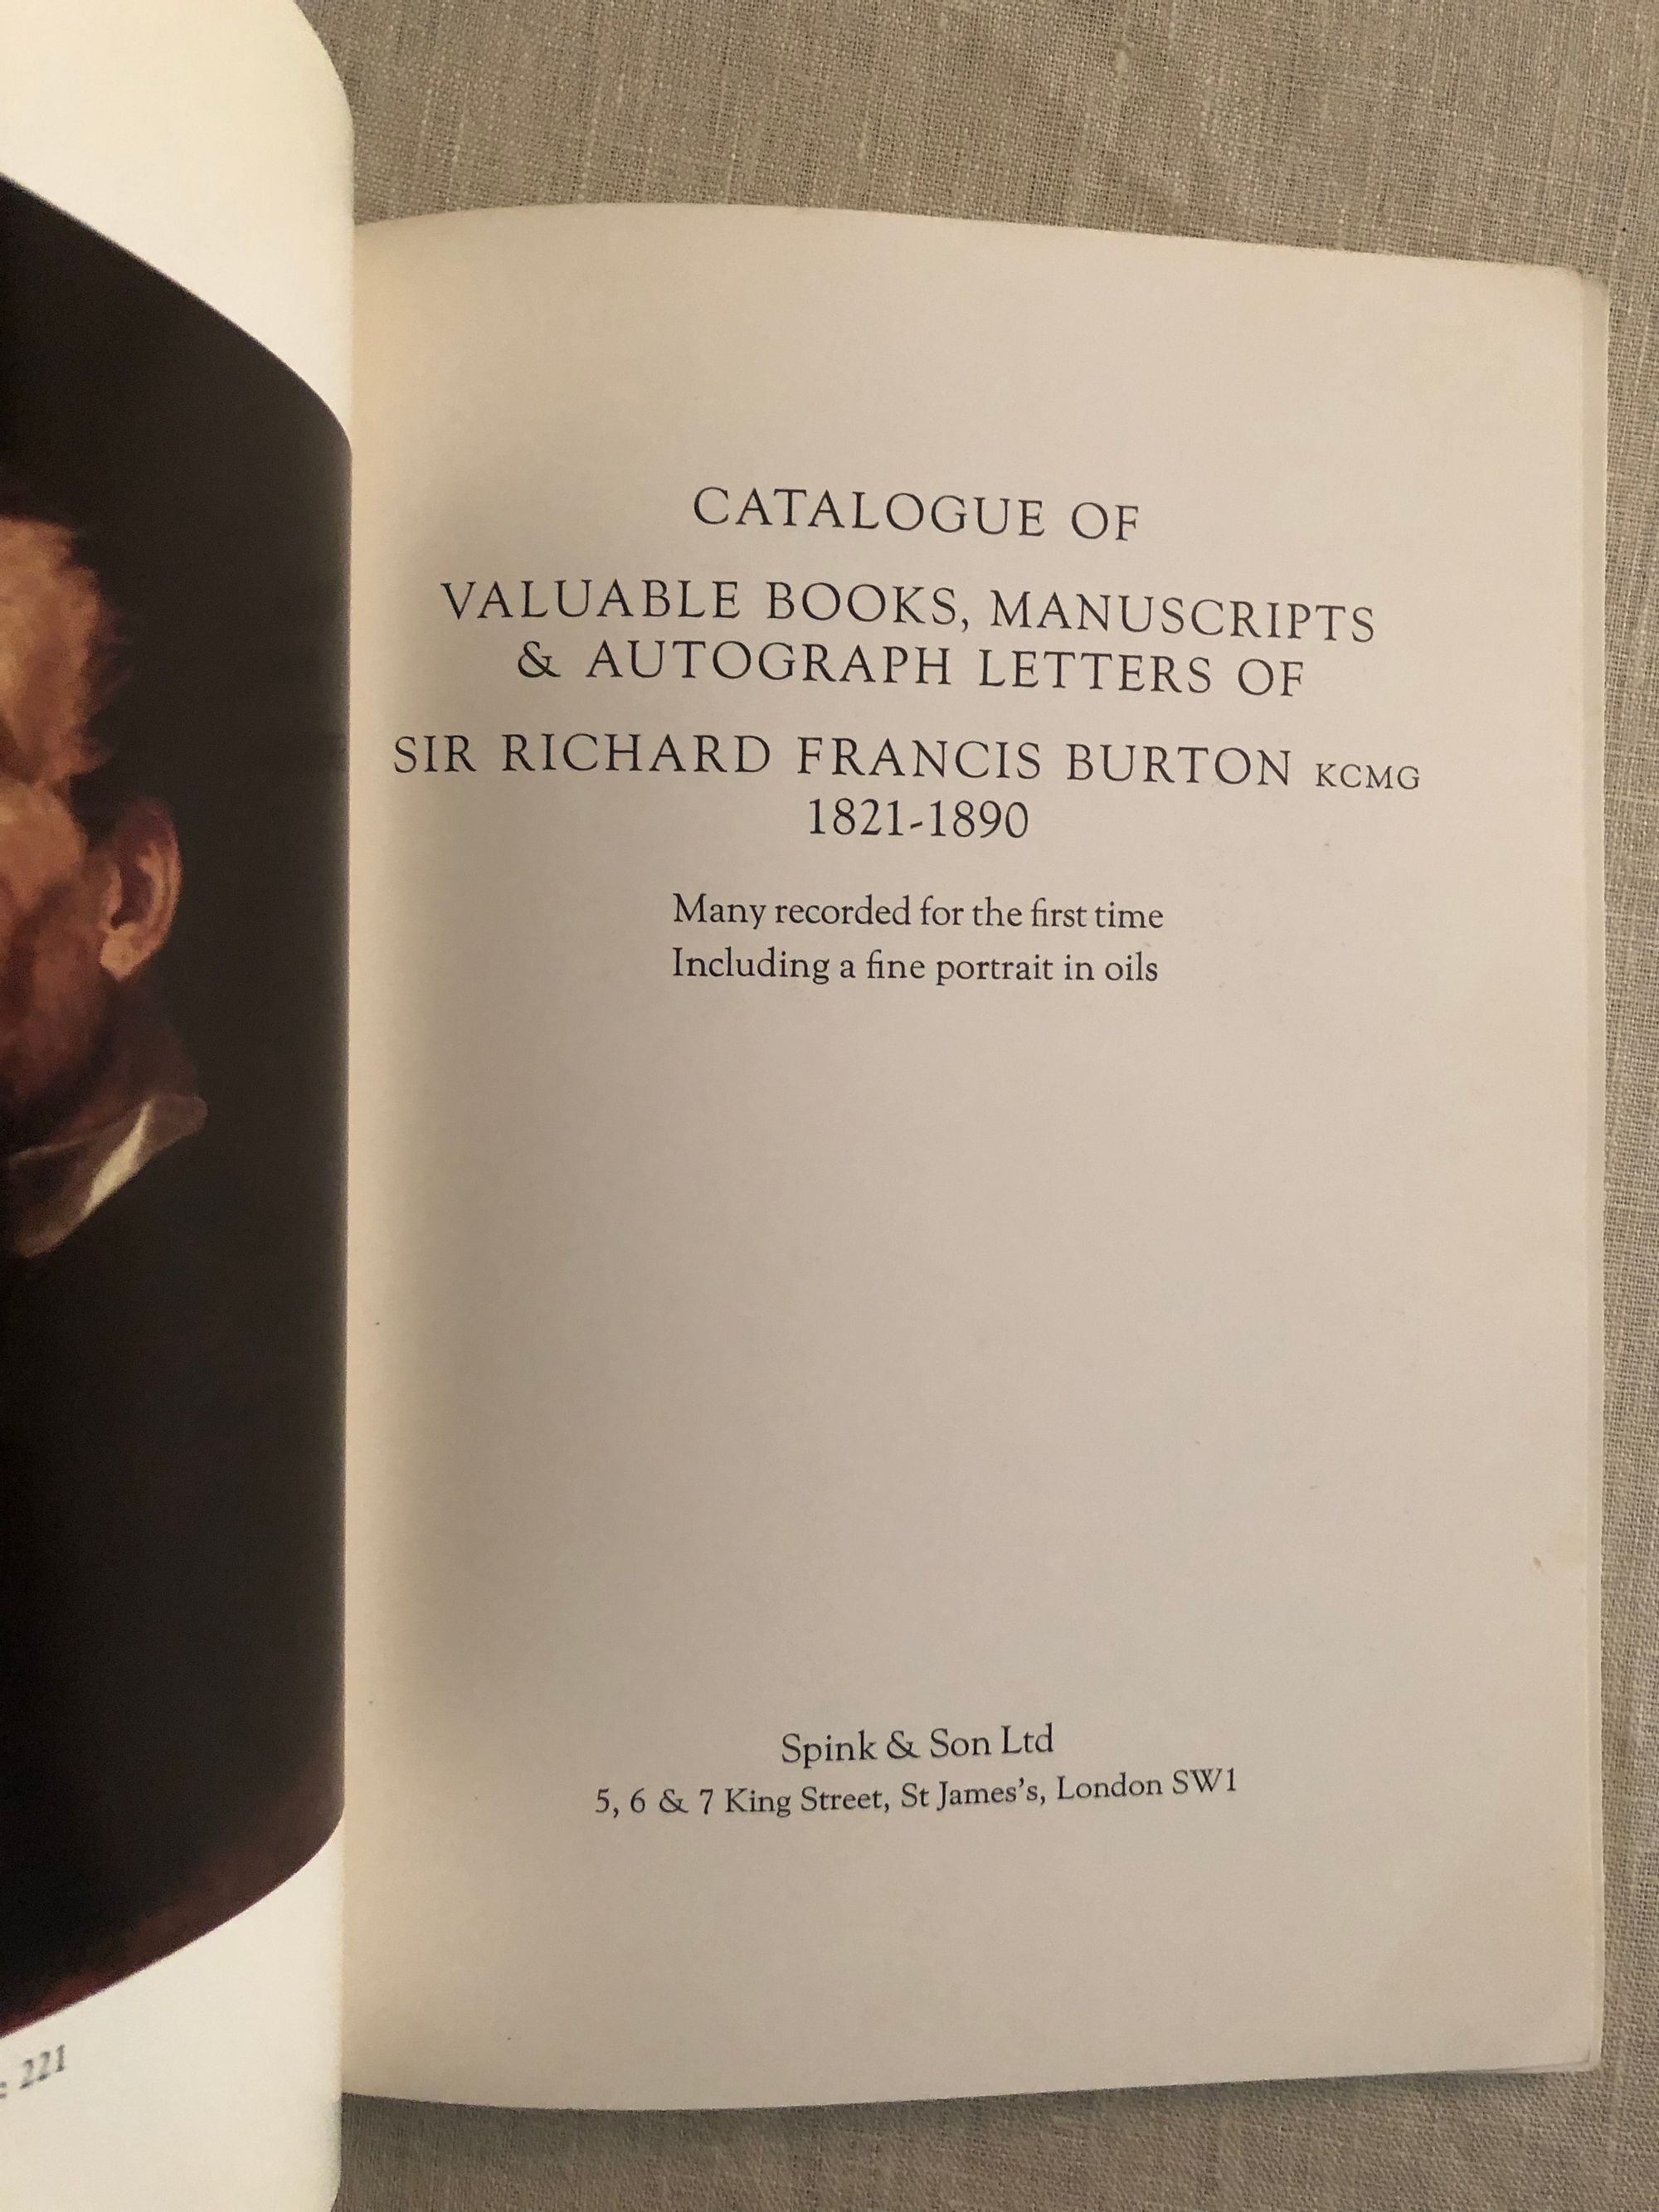 CATALOGUE OF
VALUABLE BOOKS, MANUSCRIPTS
& AUTOGRAPH LETTERS OF
SIR RICHARD FRANCIS BURTON KCMG
1821-1890
Many recorded for the first time
Including a fine portrait in oils
Spink & Son Ltd
5, 6 & 7 King Street, St James's, London SW1
221